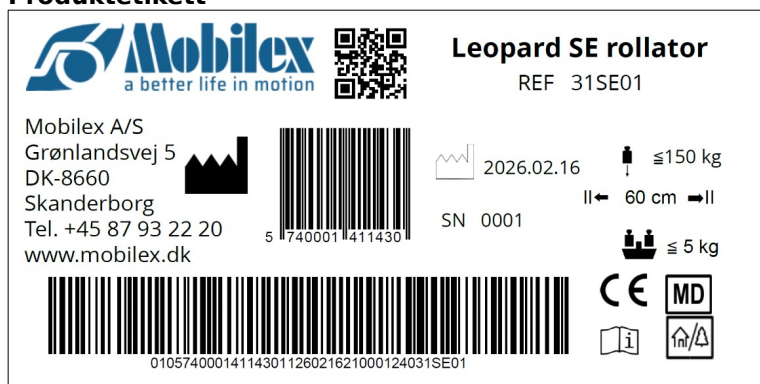 Produktetikett
Mobilex
a better life in motion
Leopard SE rollator
REF 31SE01
Mobilex A/S
Grønlandsvej 5
DK-8660
Skanderborg
Tel. +45 87 93 22 20
www.mobilex.dk
5 740001 411430
2026.02.16
SN 0001
≦150 kg
60 cm
≦ 5 kg
CE
MD
i
01057400014114301126021621000124031SE01